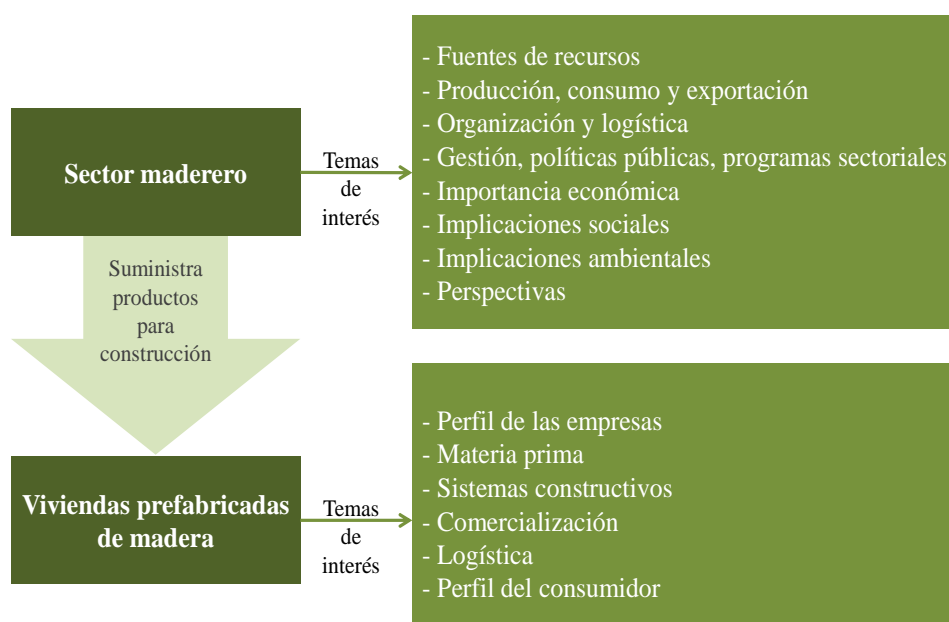 Sector maderero
Temas
de
interés
- Fuentes de recursos
- Producción, consumo y exportación
- Organización y logística
- Gestión, políticas públicas, programas sectoriales
- Importancia económica
- Implicaciones sociales
- Implicaciones ambientales
- Perspectivas
Suministra
productos
para
construcción
Viviendas prefabricadas
de madera
Temas
de
interés
- Perfil de las empresas
- Materia prima
- Sistemas constructivos
- Comercialización
- Logística
- Perfil del consumidor